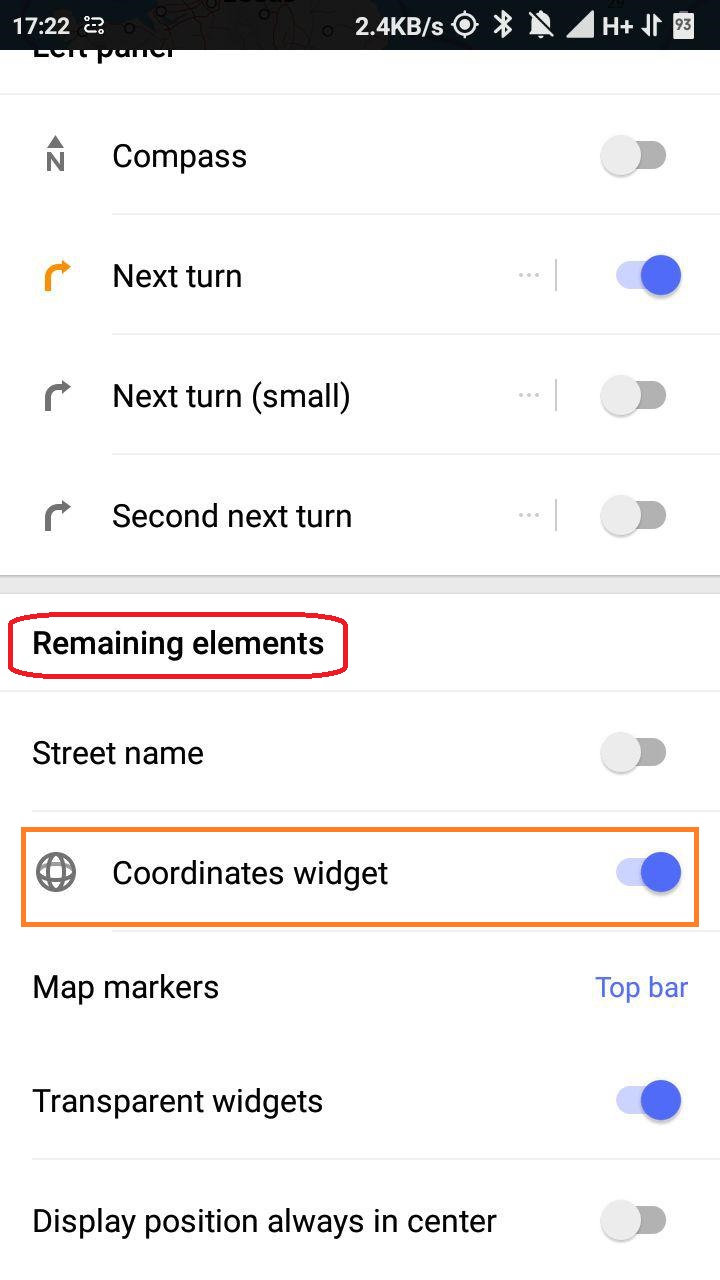 17:22 2.4KB/s H+ 93
Left panel
N
Compass
Next turn
Next turn (small)
Second next turn
Remaining elements
Street name
Coordinates widget
Map markers Top bar
Transparent widgets
Display position always in center